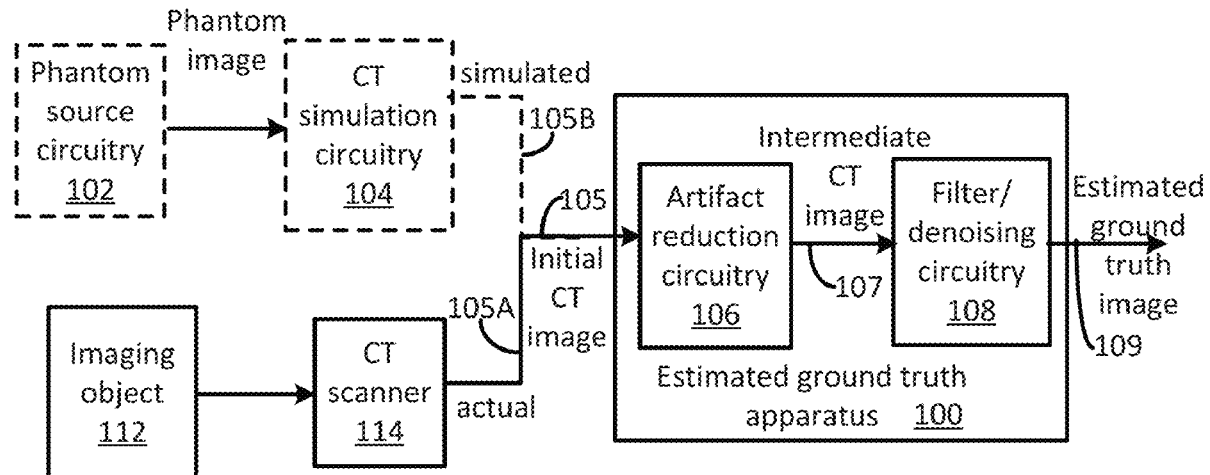 Phantom
source
circuitry
102
Phantom
image
CT
simulation
circuitry
104
simulated
105B
105
Initial
CT
image
105A
Imaging
object
112
CT
scanner
114
actual
Artifact
reduction
circuitry
106
Intermediate
CT
image
107
Filter/
denoising
circuitry
108
Estimated ground truth
apparatus 100
Estimated
ground
truth
image
109